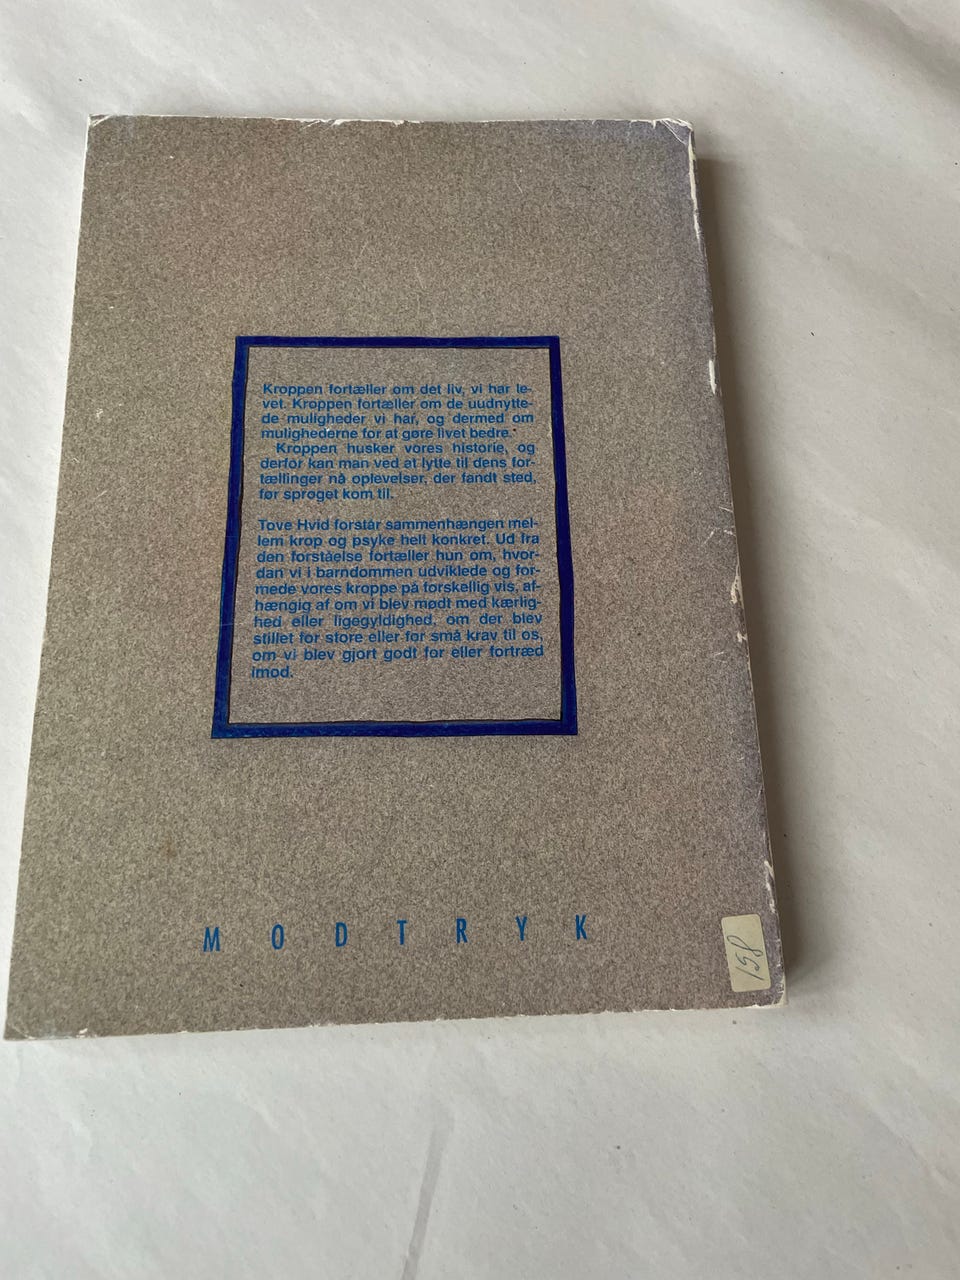 Kroppen fortæller om det liv, vi har le-
vet. Kroppen fortæller om de uudnytte-
de muligheder vi har, og dermed om
mulighederne for at gøre livet bedre.
Kroppen husker vores historie, og
derfor kan man ved at lytte til dens for-
tællinger nå oplevelser, der fandt sted,
før sproget kom til.
Tove Hvid forstår sammenhængen mel-
lem krop og psyke helt konkret. Ud fra
den forståelse fortæller hun om, hvor-
dan vi i barndommen udviklede og for-
mede vores kroppe på forskellig vis, af-
hængig af om vi blev mødt med kærlig-
hed eller ligegyldighed, om der blev
stillet for store eller for små krav til os,
om vi blev gjort godt for eller fortræd
imod.
MODTRYK
158